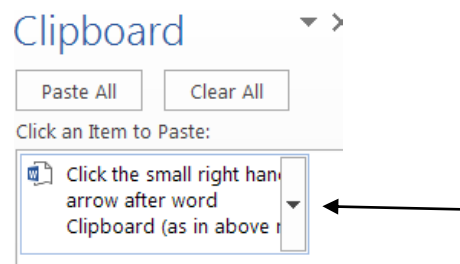 Clipboard
Paste All Clear All
Click an Item to Paste:
Click the small right han
arrow after word
Clipboard (as in above